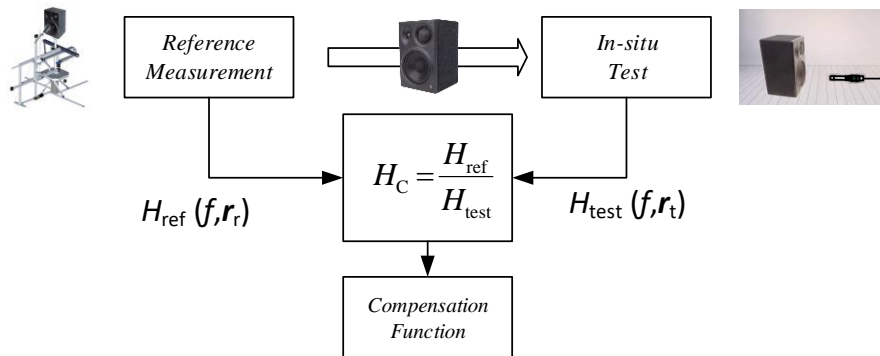 Reference
Measurement
In-situ
Test
H_C = H_ref / H_test
H_ref (f,r_r)
H_test (f,r_t)
Compensation
Function